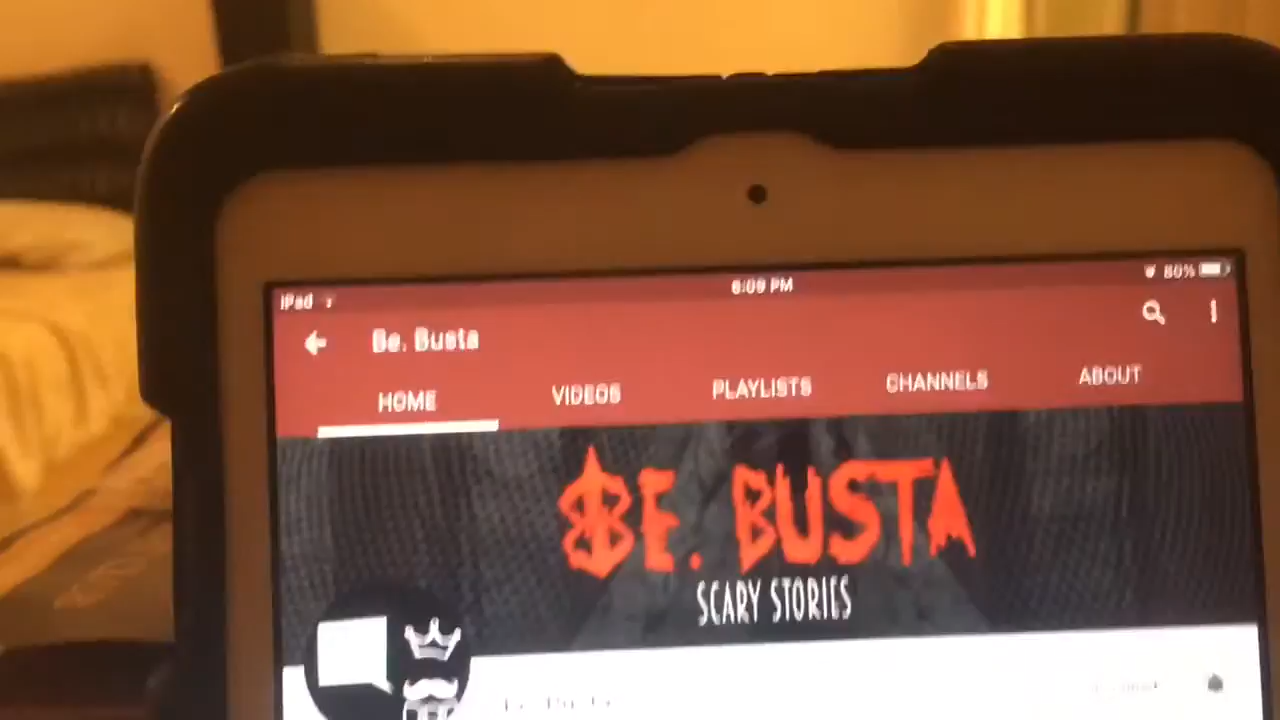 iPad
6:09 PM
80%
Be. Busta
HOME VIDEOS PLAYLISTS CHANNELS ABOUT
BE. BUSTA
SCARY STORIES